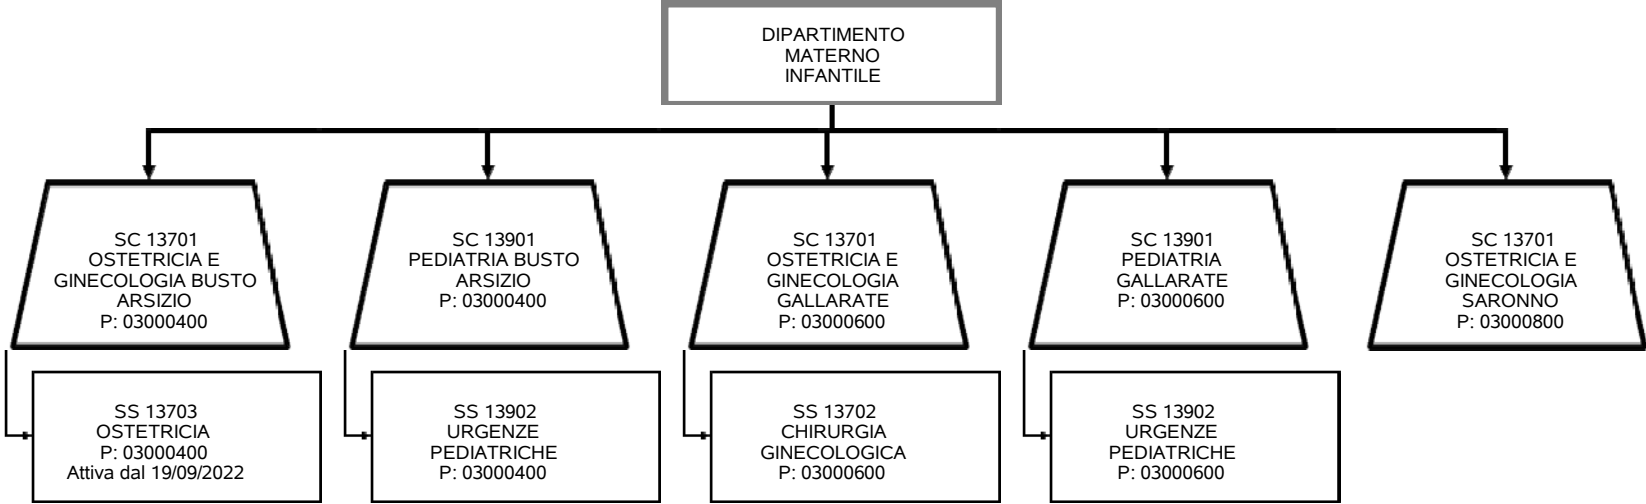 DIPARTIMENTO
MATERNO
INFANTILE
SC 13701
OSTETRICIA E
GINECOLOGIA BUSTO
ARSIZIO
P: 03000400
SC 13901
PEDIATRIA BUSTO
ARSIZIO
P: 03000400
SC 13701
OSTETRICIA E
GINECOLOGIA
GALLARATE
P: 03000600
SC 13901
PEDIATRIA
GALLARATE
P: 03000600
SC 13701
OSTETRICIA E
GINECOLOGIA
SARONNO
P: 03000800
SS 13703
OSTETRICIA
P: 03000400
Attiva dal 19/09/2022
SS 13902
URGENZE
PEDIATRICHE
P: 03000400
SS 13702
CHIRURGIA
GINECOLOGICA
P: 03000600
SS 13902
URGENZE
PEDIATRICHE
P: 03000600